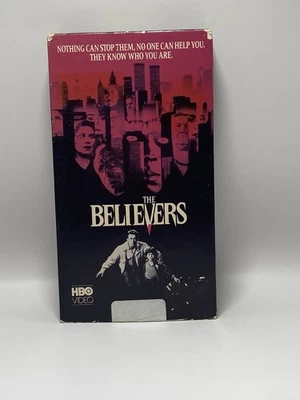 NOTHING CAN STOP THEM, NO ONE CAN HELP YOU.
THEY KNOW WHO YOU ARE.
THE
BELIEVERS
HBO
VIDEO